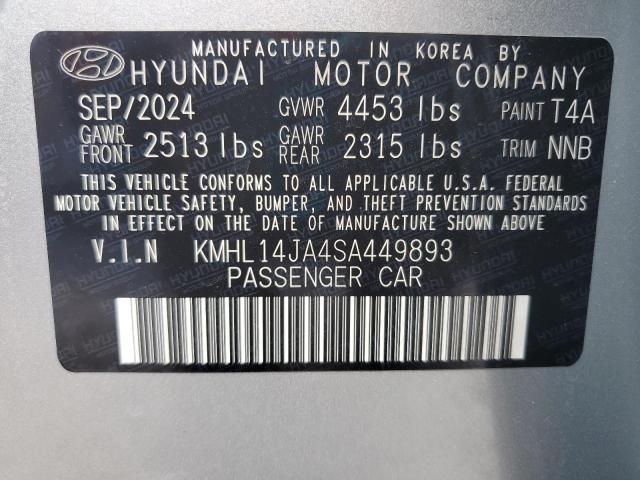 MANUFACTURED IN KOREA BY
HYUNDAI MOTOR COMPANY
SEP/2024 GVWR 4453 lbs PAINT T4A
GAWR FRONT 2513 lbs GAWR REAR 2315 lbs TRIM NNB
THIS VEHICLE CONFORMS TO ALL APPLICABLE U.S.A. FEDERAL
MOTOR VEHICLE SAFETY, BUMPER, AND THEFT PREVENTION STANDARDS
IN EFFECT ON THE DATE OF MANUFACTURE SHOWN ABOVE
V.I.N KMHL14JA4SA449893
PASSENGER CAR